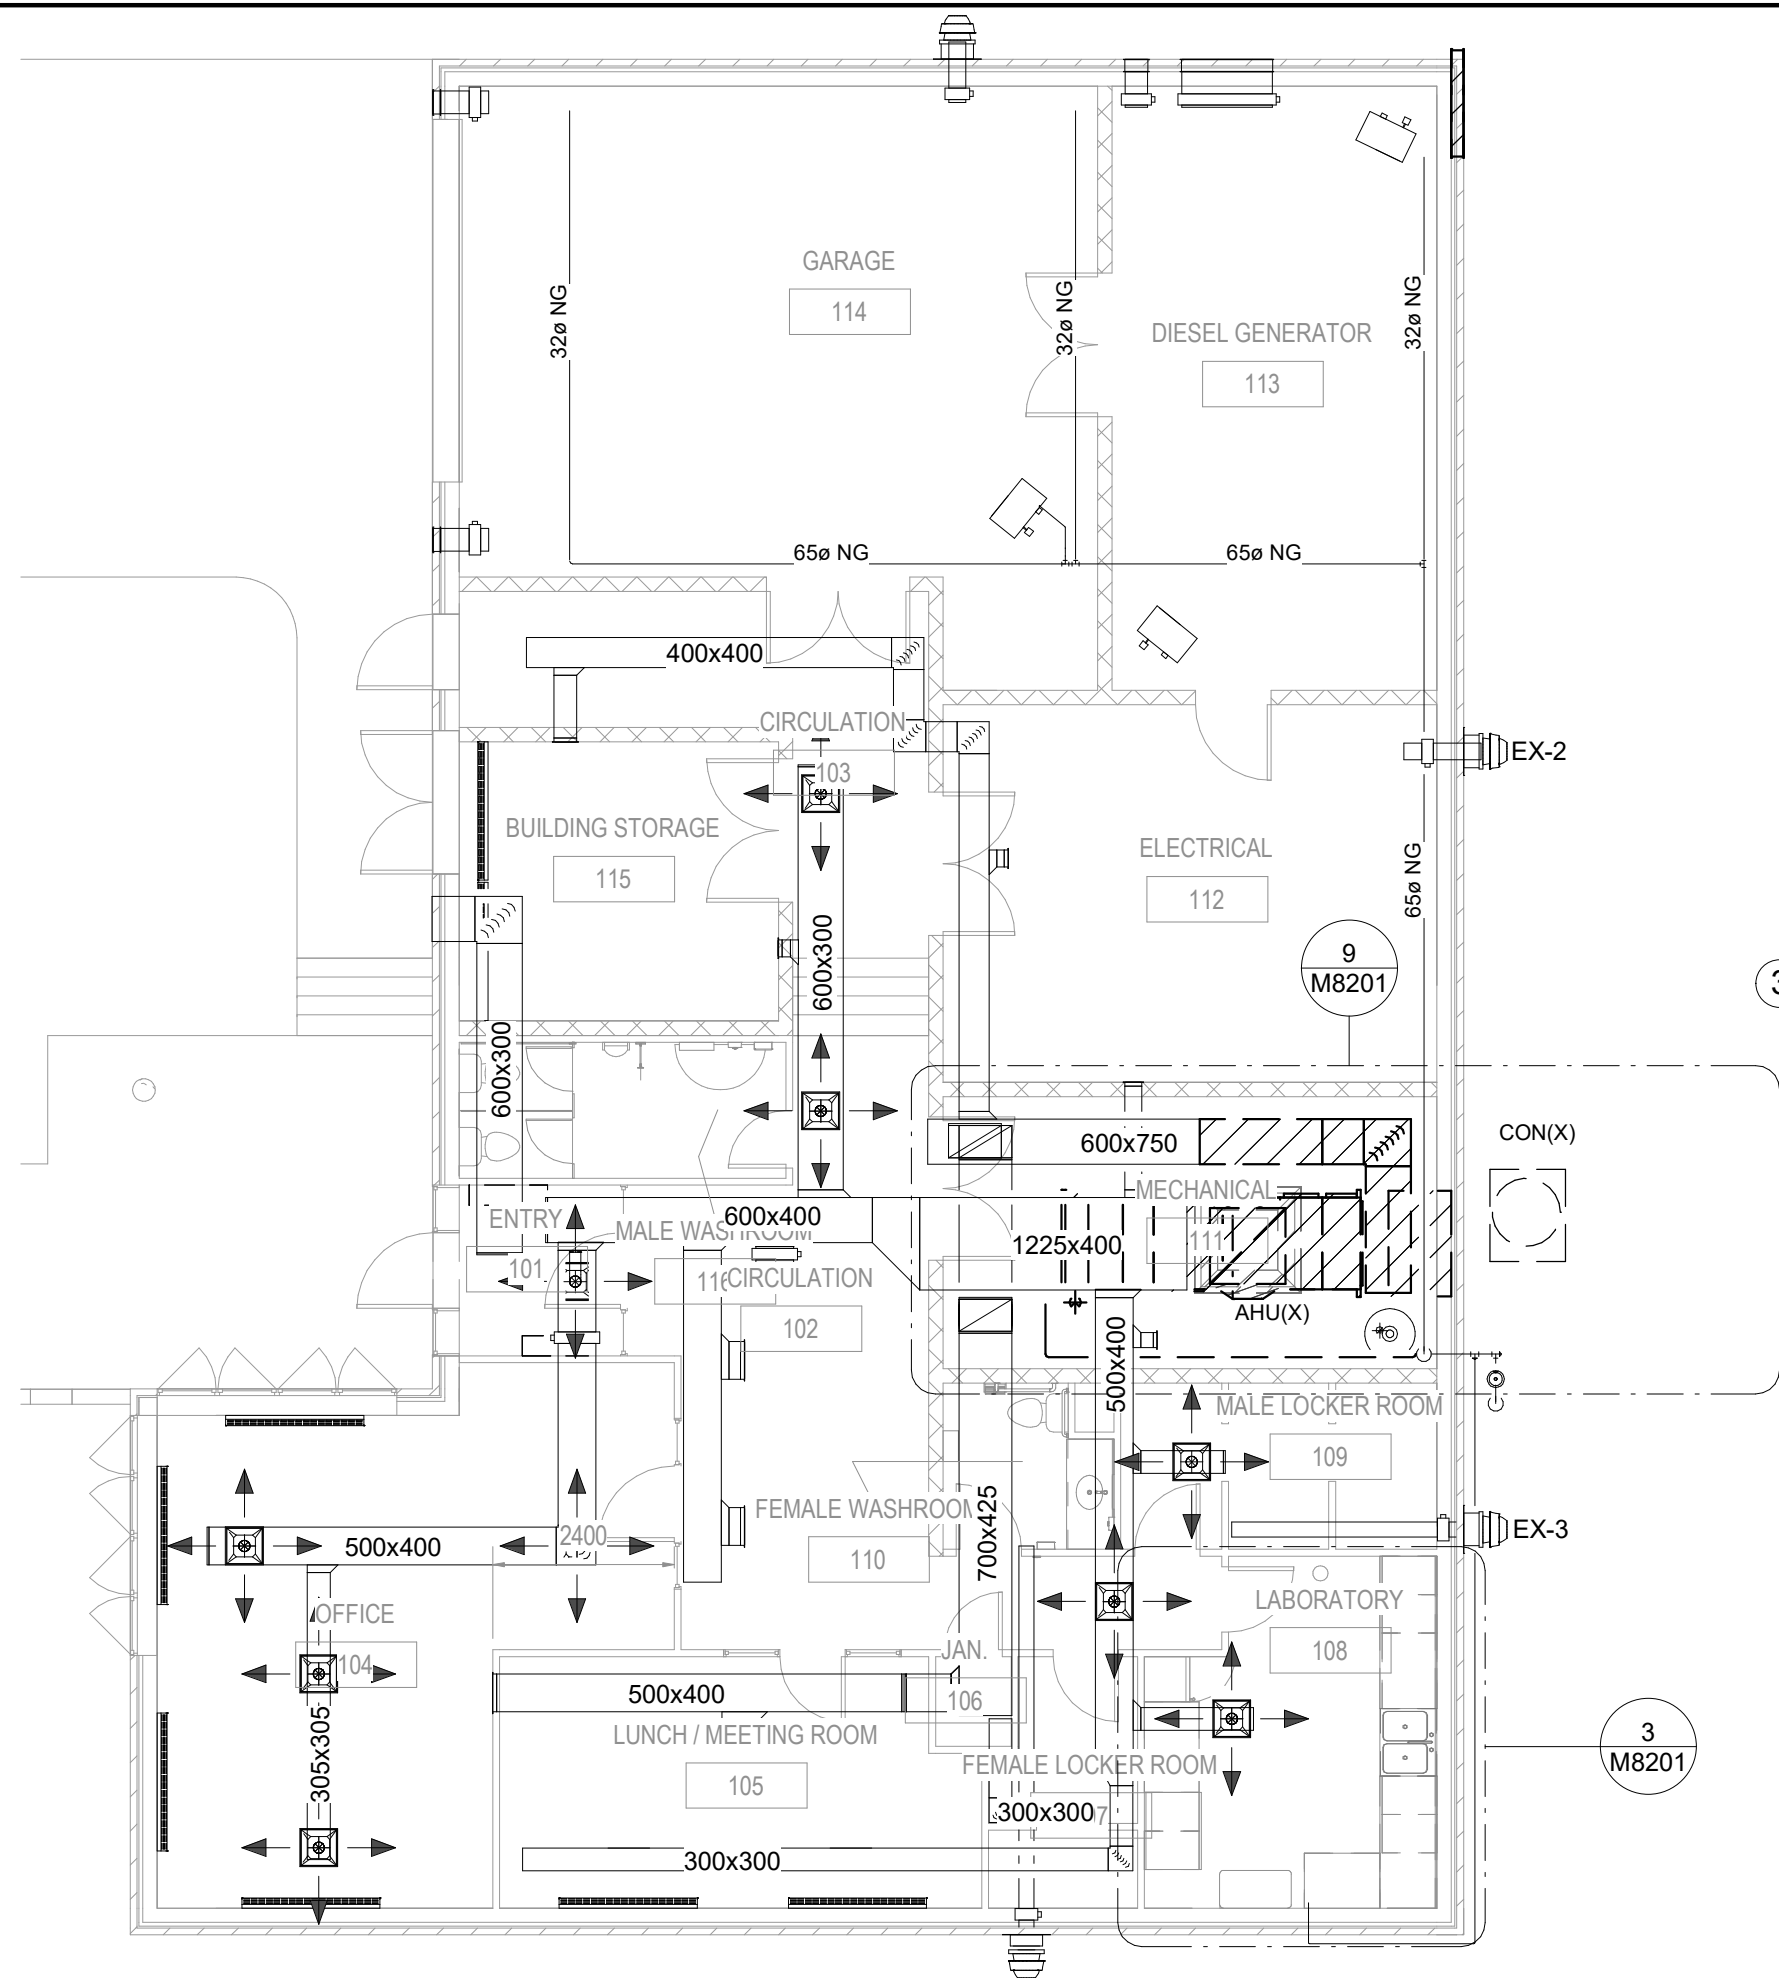 GARAGE
114
32ø NG
32ø NG
32ø NG
DIESEL GENERATOR
113
65ø NG
65ø NG
400x400
CIRCULATION
103
EX-2
BUILDING STORAGE
115
ELECTRICAL
112
65ø NG
600x300
9
M8201
3
600x300
600x750
CON(X)
MECHANICAL
111
ENTRY
101
MALE WASHROOM
116
600x400
1225x400
CIRCULATION
102
AHU(X)
500x400
MALE LOCKER ROOM
109
FEMALE WASHROOM
110
700x425
EX-3
500x400
2400
OFFICE
104
LABORATORY
108
JAN.
106
500x400
LUNCH / MEETING ROOM
105
305x305
FEMALE LOCKER ROOM
300x300
7
3
M8201
300x300